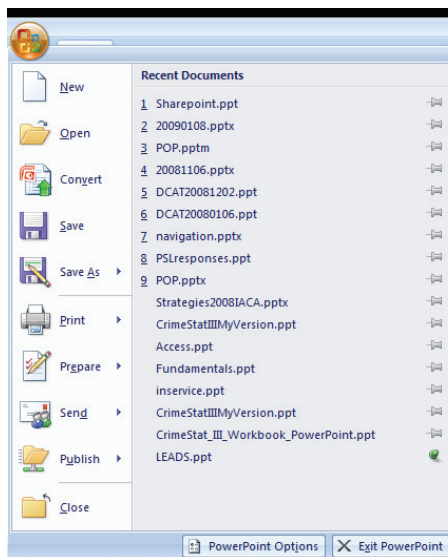 New
Open
Convert
Save
Save As
Print
Prepare
Send
Publish
Close
Recent Documents
1 Sharepoint.ppt
2 20090108.pptx
3 POP.pptm
4 20081106.pptx
5 DCAT20081202.ppt
6 DCAT20080106.ppt
7 navigation.pptx
8 PSLresponses.ppt
9 POP.pptx
Strategies2008IACA.pptx
CrimeStatIIIMyVersion.ppt
Access.ppt
Fundamentals.ppt
inservice.ppt
CrimeStatIIIMyVersion.ppt
CrimeStat_III_Workbook_PowerPoint.ppt
LEADS.ppt
PowerPoint Options
Exit PowerPoint